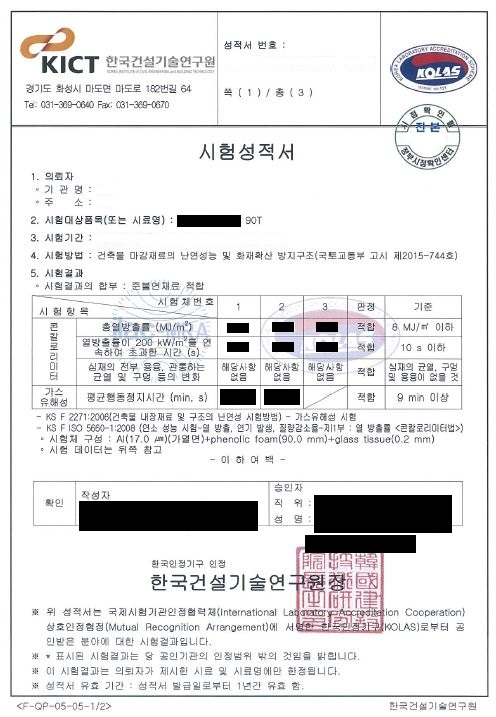 KICT 한국건설기술연구원
KOREA INSTITUTE OF CIVIL ENGINEERING and BUILDING TECHNOLOGY
경기도 화성시 마도면 마도로 182번길 64
Tel: 031-369-0640 Fax: 031-369-0670
성적서 번호 :
쪽 ( 1 ) / 총 ( 3 )
KOREA LABORATORY ACCREDITATION SCHEME
KOLAS
시험확인필
진본
정부시험확인센터
시험성적서
1. 의뢰자
◦ 기 관 명 :
◦ 주 소 :
2. 시험대상품목(또는 시료명) : 90T
3. 시험기간 :
4. 시험방법 : 건축물 마감재료의 난연성능 및 화재확산 방지구조(국토교통부 고시 제2015-744호)
5. 시험결과
◦ 시험결과의 합부 : 준불연재료 적합
시험체번호 1 2 3 판정 기준
시험항목
콘칼로리미터
총열방출률 (MJ/m²) 적합 8 MJ/㎡ 이하
열방출률이 200 kW/m²를 연속하여 초과한 시간 (s) 적합 10 s 이하
심재의 전부 용융, 관통하는 균열 및 구멍 등의 변화 해당사항없음 해당사항없음 해당사항없음 적합 심재의 균열, 구멍 및 용융이 없을 것
가스유해성 평균행동정지시간 (min, s) 적합 9 min 이상
- KS F 2271:2006(건축물 내장재료 및 구조의 난연성 시험방법) - 가스유해성 시험
- KS F ISO 5660-1:2008 (연소 성능 시험-열 방출, 연기 발생, 질량감소율-제1부 : 열 방출률 <콘칼로리미터법>)
◦ 시험체 구성 : Al(17.0 ㎛)(가열면)+phenolic foam(90.0 mm)+glass tissue(0.2 mm)
◦ 시험 데이터는 뒤쪽 참고
- 이 하 여 백 -
확인 작성자 승인자
직 위 :
성 명 :
한국인정기구 인정
한국건설기술연구원장
※ 위 성적서는 국제시험기관인정협력체(International Laboratory Accreditation Cooperation)
상호인정협정(Mutual Recognition Arrangement)에 서명한 한국인정기구(KOLAS)로부터 공
인받은 분야에 대한 시험결과입니다.
※ * 표시된 시험결과는 당 공인기관의 인정범위 밖의 것임을 밝힙니다.
※ 이 시험결과는 의뢰자가 제시한 시료 및 시료명에만 한정됩니다.
※ 성적서 유효 기간 : 성적서 발급일로부터 1년간 유효 함.
<F-QP-05-05-1/2> 한국건설기술연구원